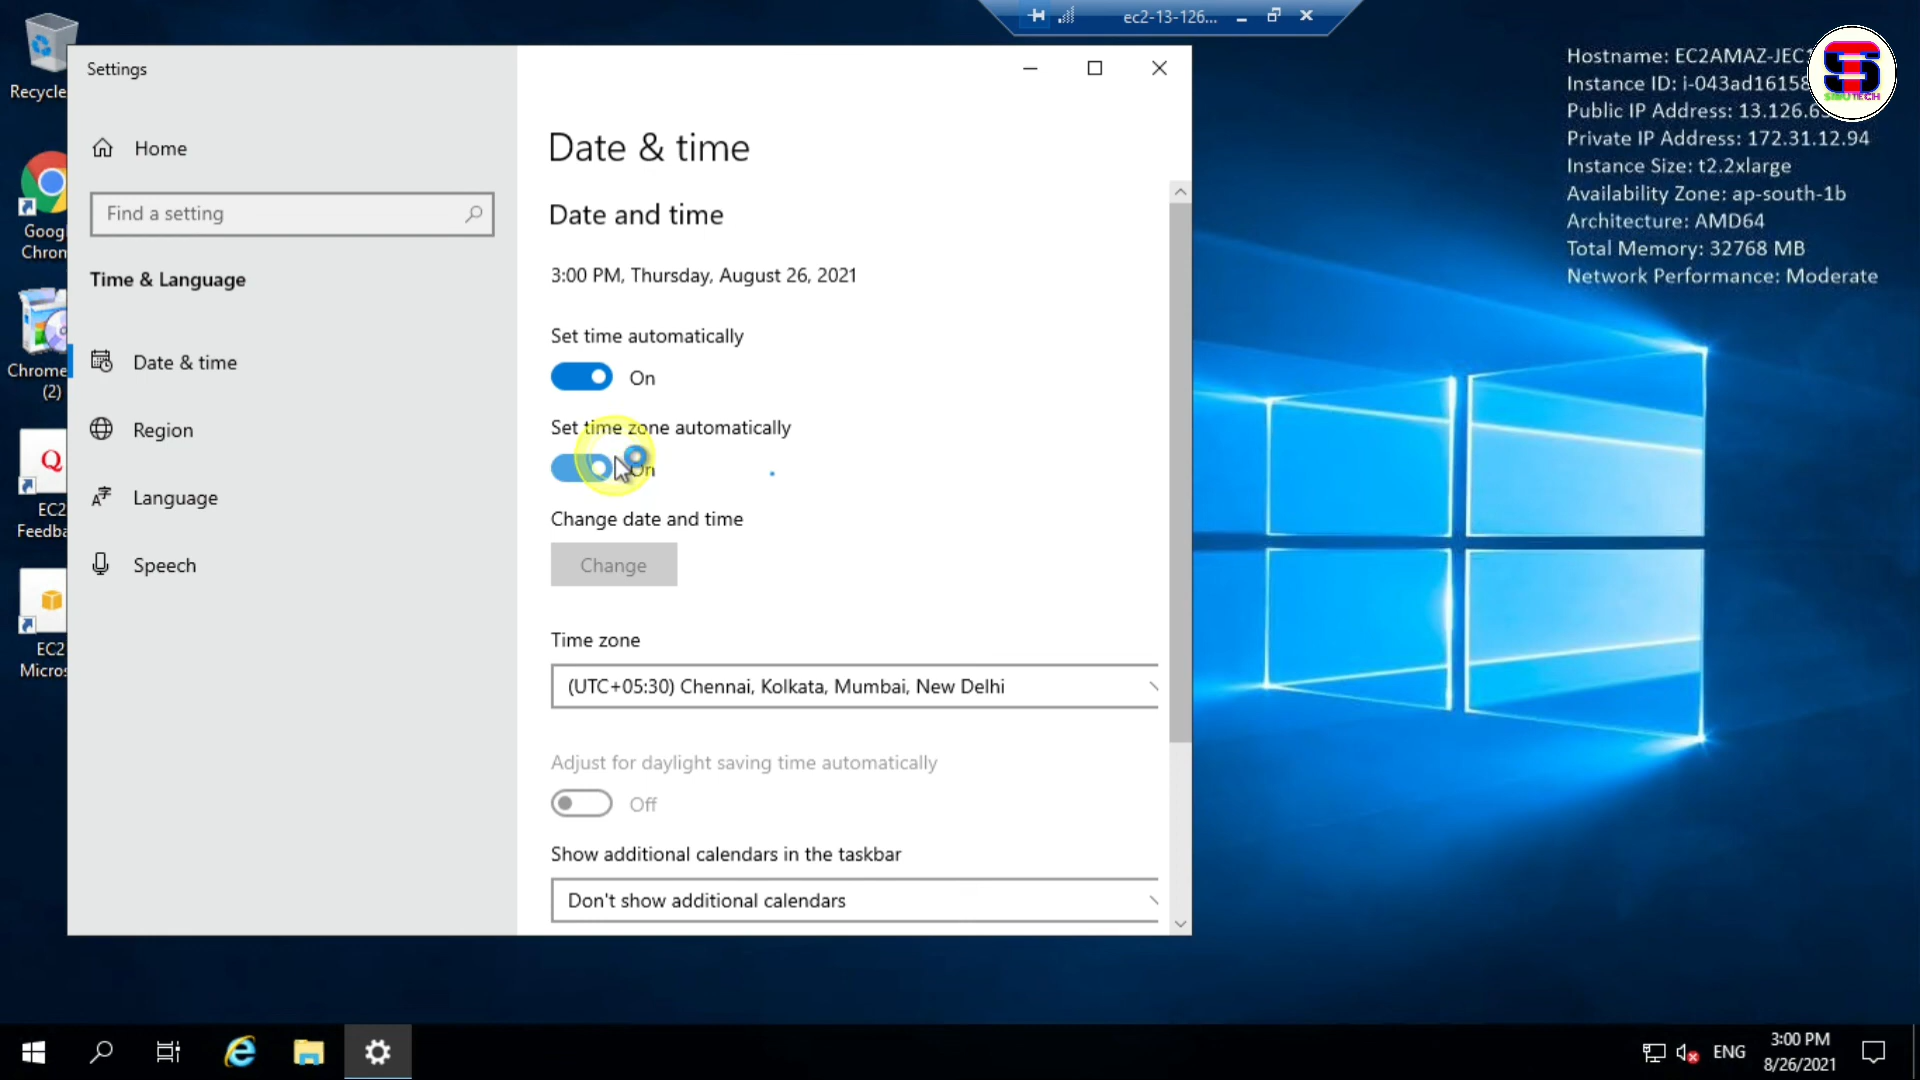 ec2-13-126...
Recycle
Googl
Chrom
Chrome
(2)
EC2
Feedba
EC2
Micros
Settings
Home
Find a setting
Time & Language
Date & time
Region
Language
Speech
Date & time
Date and time
3:00 PM, Thursday, August 26, 2021
Set time automatically
On
Set time zone automatically
On
Change date and time
Change
Time zone
(UTC+05:30) Chennai, Kolkata, Mumbai, New Delhi
Adjust for daylight saving time automatically
Off
Show additional calendars in the taskbar
Don't show additional calendars
Hostname: EC2AMAZ-JEC1
Instance ID: i-043ad16158
Public IP Address: 13.126.6
Private IP Address: 172.31.12.94
Instance Size: t2.2xlarge
Availability Zone: ap-south-1b
Architecture: AMD64
Total Memory: 32768 MB
Network Performance: Moderate
ENG
3:00 PM
8/26/2021